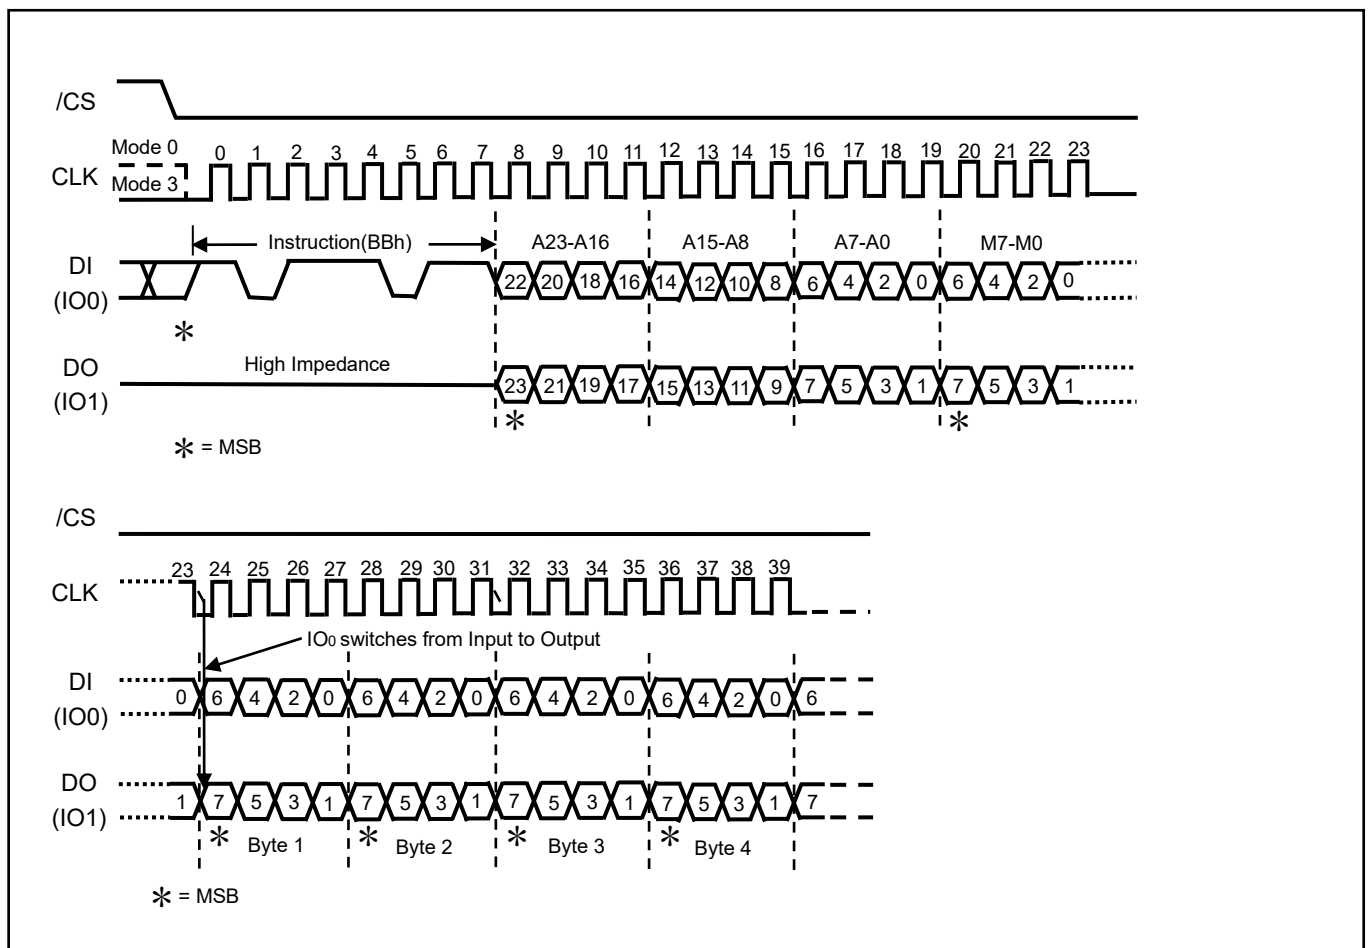 /CS
Mode 0
CLK
Mode 3
0 1 2 3 4 5 6 7 8 9 10 11 12 13 14 15 16 17 18 19 20 21 22 23
Instruction(BBh) A23-A16 A15-A8 A7-A0 M7-M0
DI
(IO0)
22 20 18 16 14 12 10 8 6 4 2 0 6 4 2 0
*
High Impedance
DO
(IO1)
23 21 19 17 15 13 11 9 7 5 3 1 7 5 3 1
* *
* = MSB
/CS
23 24 25 26 27 28 29 30 31 32 33 34 35 36 37 38 39
CLK
IO0 switches from Input to Output
DI
(IO0)
0 6 4 2 0 6 4 2 0 6 4 2 0 6 4 2 0 6
DO
(IO1)
1 7 5 3 1 7 5 3 1 7 5 3 1 7 5 3 1 7
* Byte 1 * Byte 2 * Byte 3 * Byte 4
* = MSB